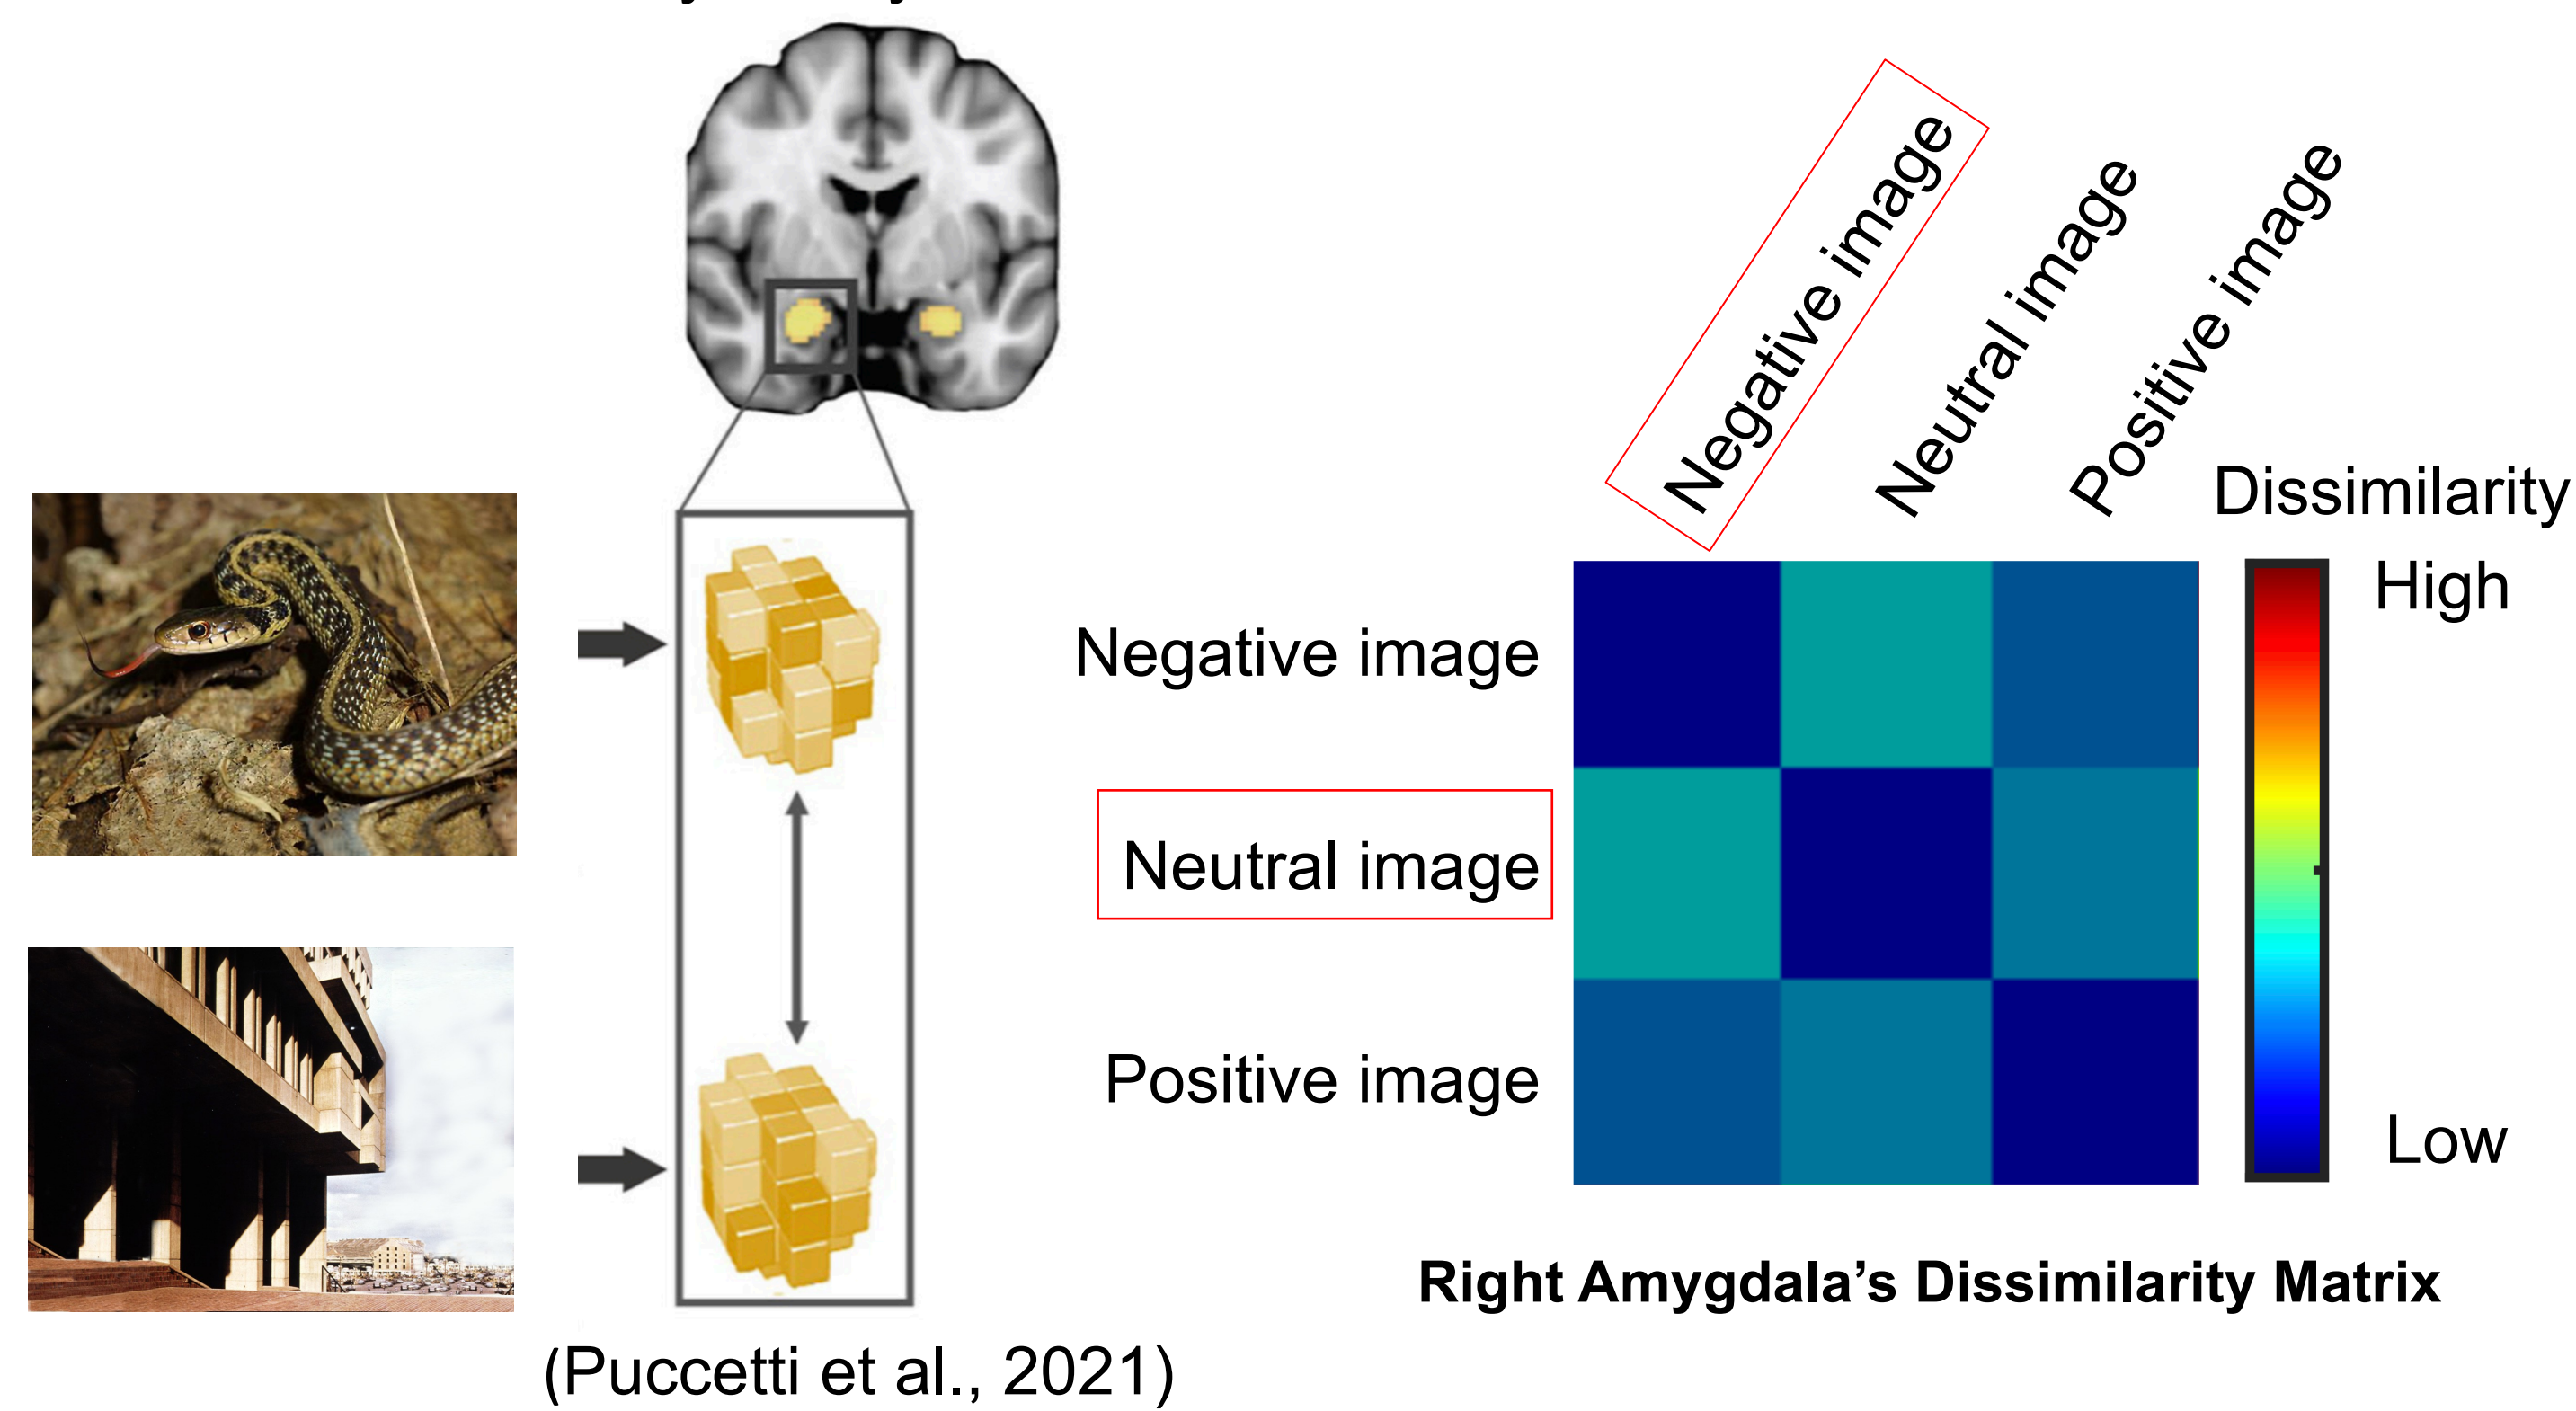 Negative image
Neutral image
Positive image
Dissimilarity
High
Negative image
Neutral image
Positive image
Low
Right Amygdala’s Dissimilarity Matrix
(Puccetti et al., 2021)